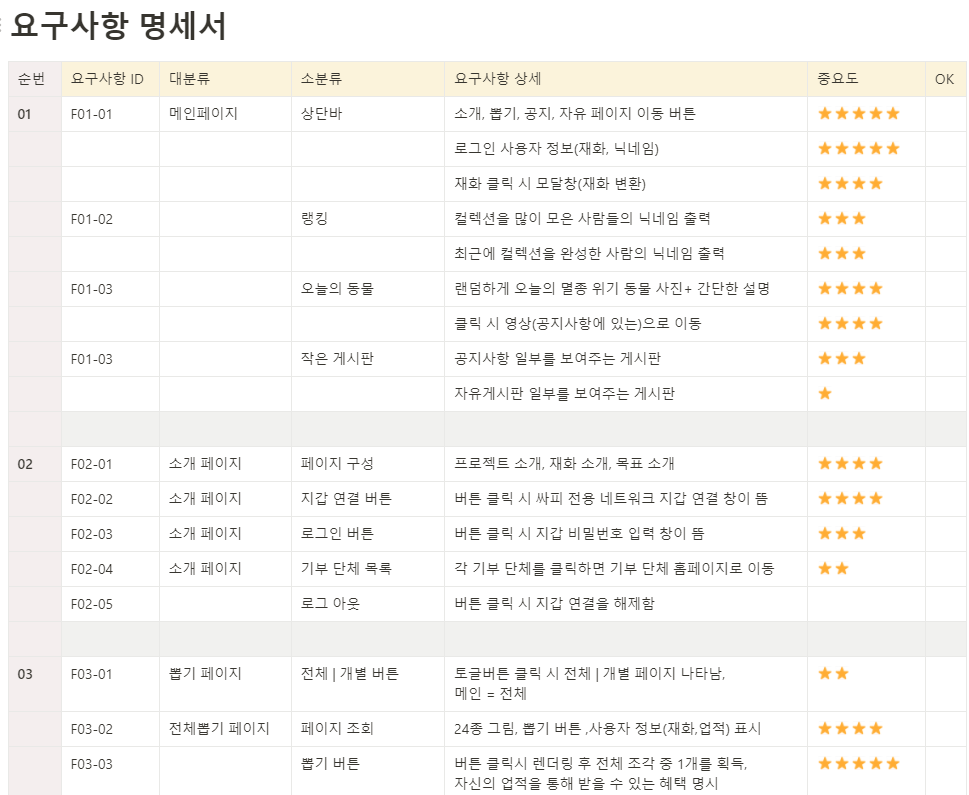 요구사항 명세서
순번 요구사항 ID 대분류 소분류 요구사항 상세 중요도 OK
01 F01-01 메인페이지 상단바 소개, 뽑기, 공지, 자유 페이지 이동 버튼 ★★★★★
로그인 사용자 정보(재화, 닉네임) ★★★★★
재화 클릭 시 모달창(재화 변환) ★★★★
F01-02 랭킹 컬렉션을 많이 모은 사람들의 닉네임 출력 ★★★
최근에 컬렉션을 완성한 사람의 닉네임 출력 ★★★
F01-03 오늘의 동물 랜덤하게 오늘의 멸종 위기 동물 사진+ 간단한 설명 ★★★★
클릭 시 영상(공지사항에 있는)으로 이동 ★★★★
F01-03 작은 게시판 공지사항 일부를 보여주는 게시판 ★★★
자유게시판 일부를 보여주는 게시판 ★
02 F02-01 소개 페이지 페이지 구성 프로젝트 소개, 재화 소개, 목표 소개 ★★★★
F02-02 소개 페이지 지갑 연결 버튼 버튼 클릭 시 싸피 전용 네트워크 지갑 연결 창이 뜸 ★★★★
F02-03 소개 페이지 로그인 버튼 버튼 클릭 시 지갑 비밀번호 입력 창이 뜸 ★★★
F02-04 소개 페이지 기부 단체 목록 각 기부 단체를 클릭하면 기부 단체 홈페이지로 이동 ★★
F02-05 로그 아웃 버튼 클릭 시 지갑 연결을 해제함
03 F03-01 뽑기 페이지 전체 | 개별 버튼 토글버튼 클릭 시 전체 | 개별 페이지 나타남, ★★
메인 = 전체
F03-02 전체뽑기 페이지 페이지 조회 24종 그림, 뽑기 버튼 ,사용자 정보(재화,업적) 표시 ★★★★
F03-03 뽑기 버튼 버튼 클릭시 렌더링 후 전체 조각 중 1개를 획득, ★★★★★
자신의 업적을 통해 받을 수 있는 혜택 명시